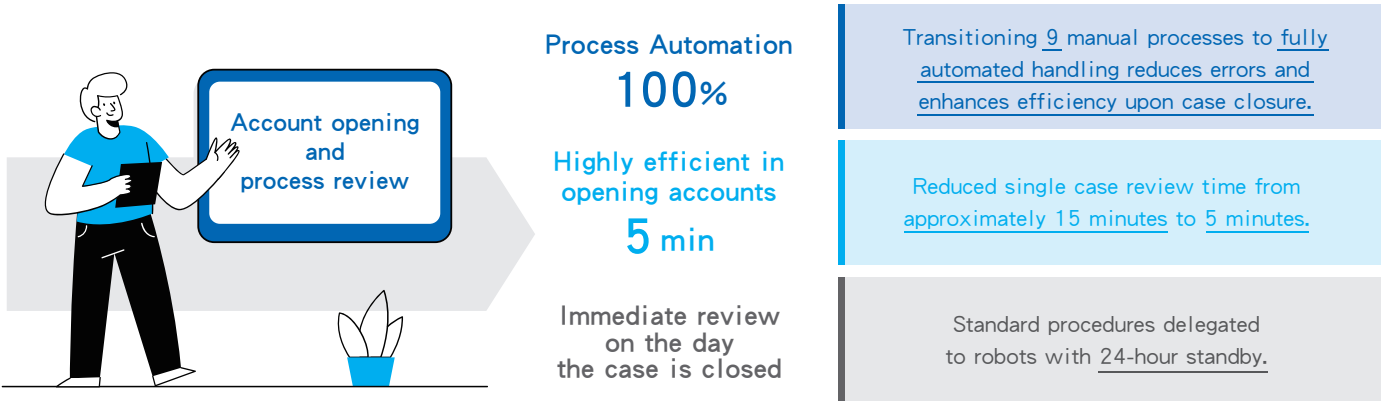 Account opening
and
process review
Process Automation
100%
Transitioning 9 manual processes to fully
automated handling reduces errors and
enhances efficiency upon case closure.
Highly efficient in
opening accounts
5 min
Reduced single case review time from
approximately 15 minutes to 5 minutes.
Immediate review
on the day
the case is closed
Standard procedures delegated
to robots with 24-hour standby.